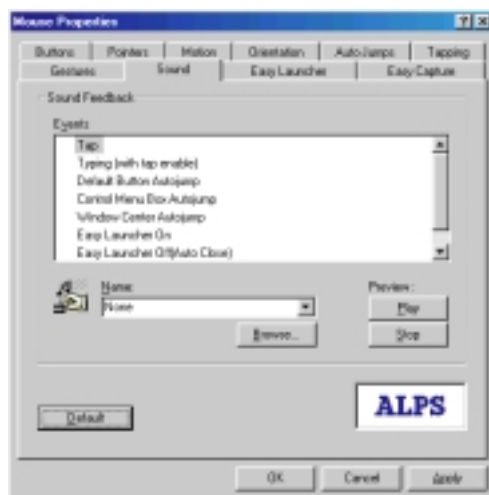 Mouse Properties
Buttons Pointers Motion Orientation Auto-Jumps Tapping
Gestures Sound Easy Launcher Easy Capture
Sound Feedback
Events
Tap
Typing (with tap enable)
Default Button Autojump
Control Menu Box Autojump
Window Center Autojump
Easy Launcher On
Easy Launcher Off(Auto Close)
Name: Preview:
None Play
Browse... Stop
Default ALPS
OK Cancel Apply